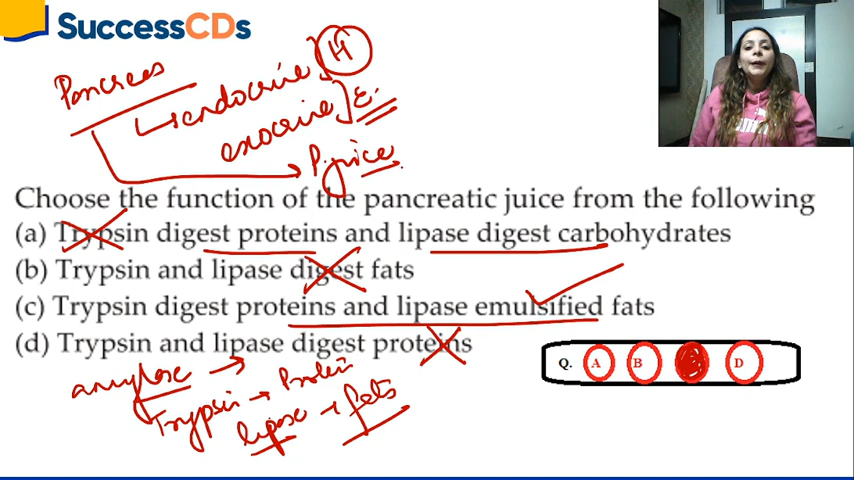 SuccessCDs
Pancreas
endocrine] H
exocrine] E.
P. juice
Choose the function of the pancreatic juice from the following
(a) Trypsin digest proteins and lipase digest carbohydrates
(b) Trypsin and lipase digest fats
(c) Trypsin digest proteins and lipase emulsified fats
(d) Trypsin and lipase digest proteins
Q. A B D
amylase →
Trypsin → Protein
lipase → fats